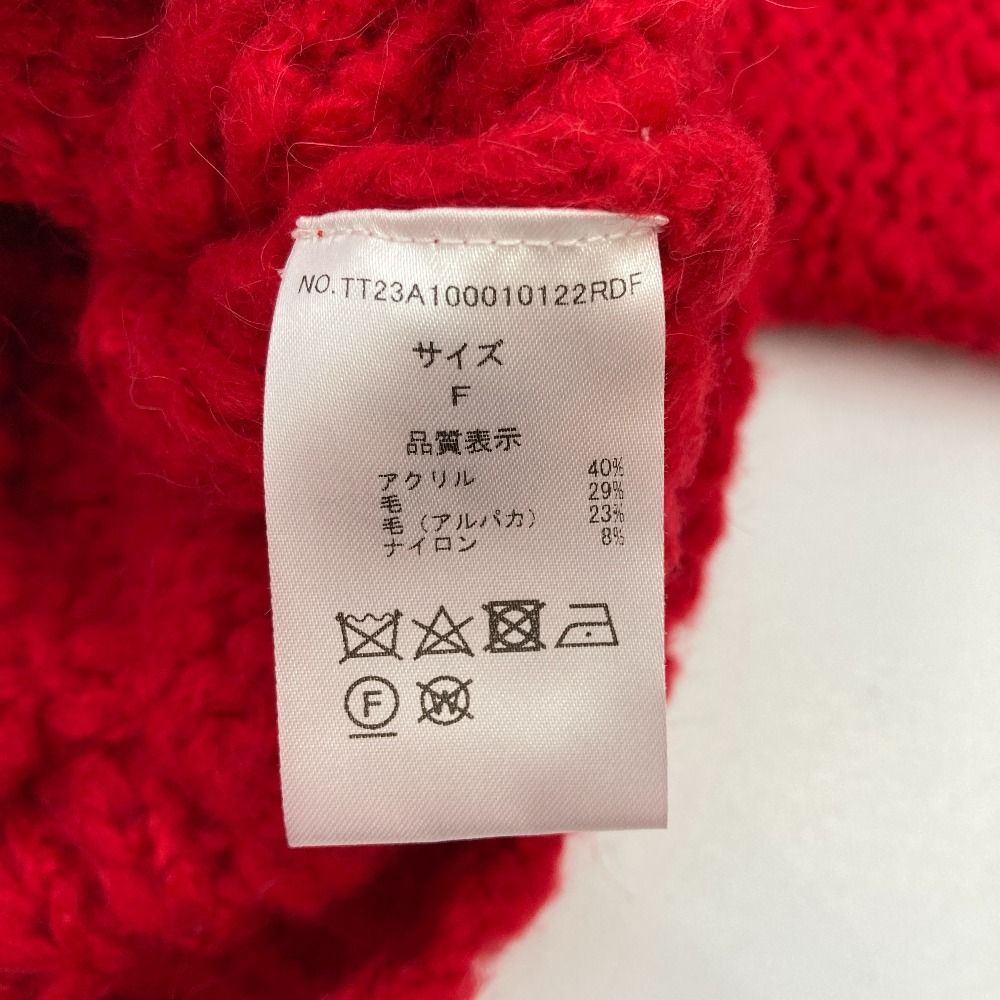 NO.TT23A100010122RDF
サイズ
F
品質表示
アクリル 40%
毛 29%
毛（アルパカ） 23%
ナイロン 8%
F
W